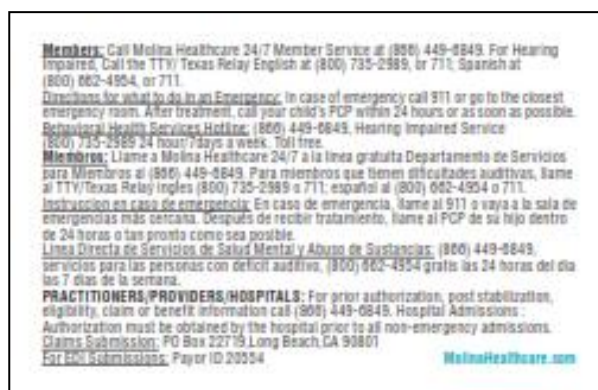 Members: Call Molina Healthcare 24/7 Member Service at (866) 449-6849. For Hearing
Impaired, Call the TTY/ Texas Relay English at (800) 735-2989, or 711; Spanish at
(800) 662-4954, or 711.
Directions for what to do in an Emergency: In case of emergency call 911 or go to the closest
emergency room. After treatment, call your child's PCP within 24 hours or as soon as possible.
Behavioral Health Services Hotline: (866) 449-6849, Hearing Impaired Service
(800) 735-2989 24 hour/7days a week. Toll free.
Miembros: Llame a Molina Healthcare 24/7 a la linea gratuita Departamento de Servicios
para Miembros al (866) 449-6849. Para miembros que tienen dificultades auditivas, llame
al TTY/Texas Relay ingles (800) 735-2989 o 711; español al (800) 662-4954 o 711.
Instruccion en caso de emergencia: En caso de emergencia, llame al 911 o vaya a la sala de
emergencias más cercana. Después de recibir tratamiento, llame al PCP de su hijo dentro
de 24 horas o tan pronto como sea posible.
Linea Directa de Servicios de Salud Mental y Abuso de Sustancias: (866) 449-6849,
servicios para las personas con deficit auditivo, (800) 662-4954 gratis las 24 horas del dia
las 7 dias de la semana.
PRACTITIONERS/PROVIDERS/HOSPITALS: For prior authorization, post stabilization,
eligibility, claim or benefit information call (866) 449-6849. Hospital Admissions :
Authorization must be obtained by the hospital prior to all non-emergency admissions.
Claims Submission: PO Box 22719,Long Beach,CA 90801
For EDI Submissions: Payor ID 20554
MolinaHealthcare.com